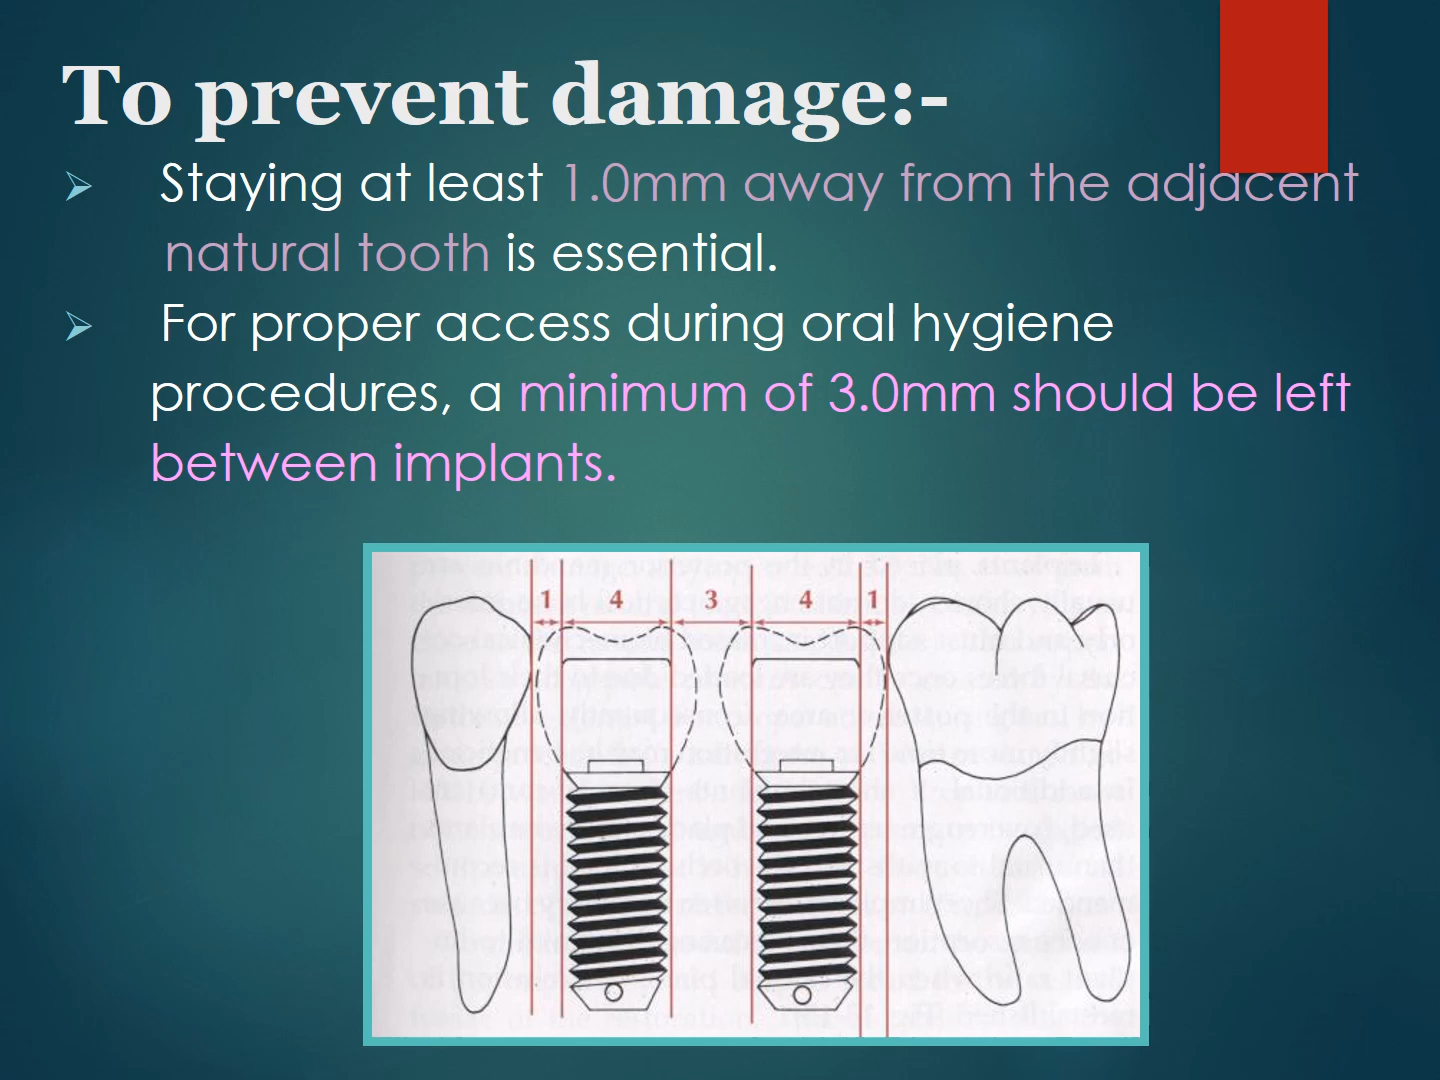 To prevent damage:-
➢ Staying at least 1.0mm away from the adjacent
natural tooth is essential.
➢ For proper access during oral hygiene
procedures, a minimum of 3.0mm should be left
between implants.
1 4 3 4 1